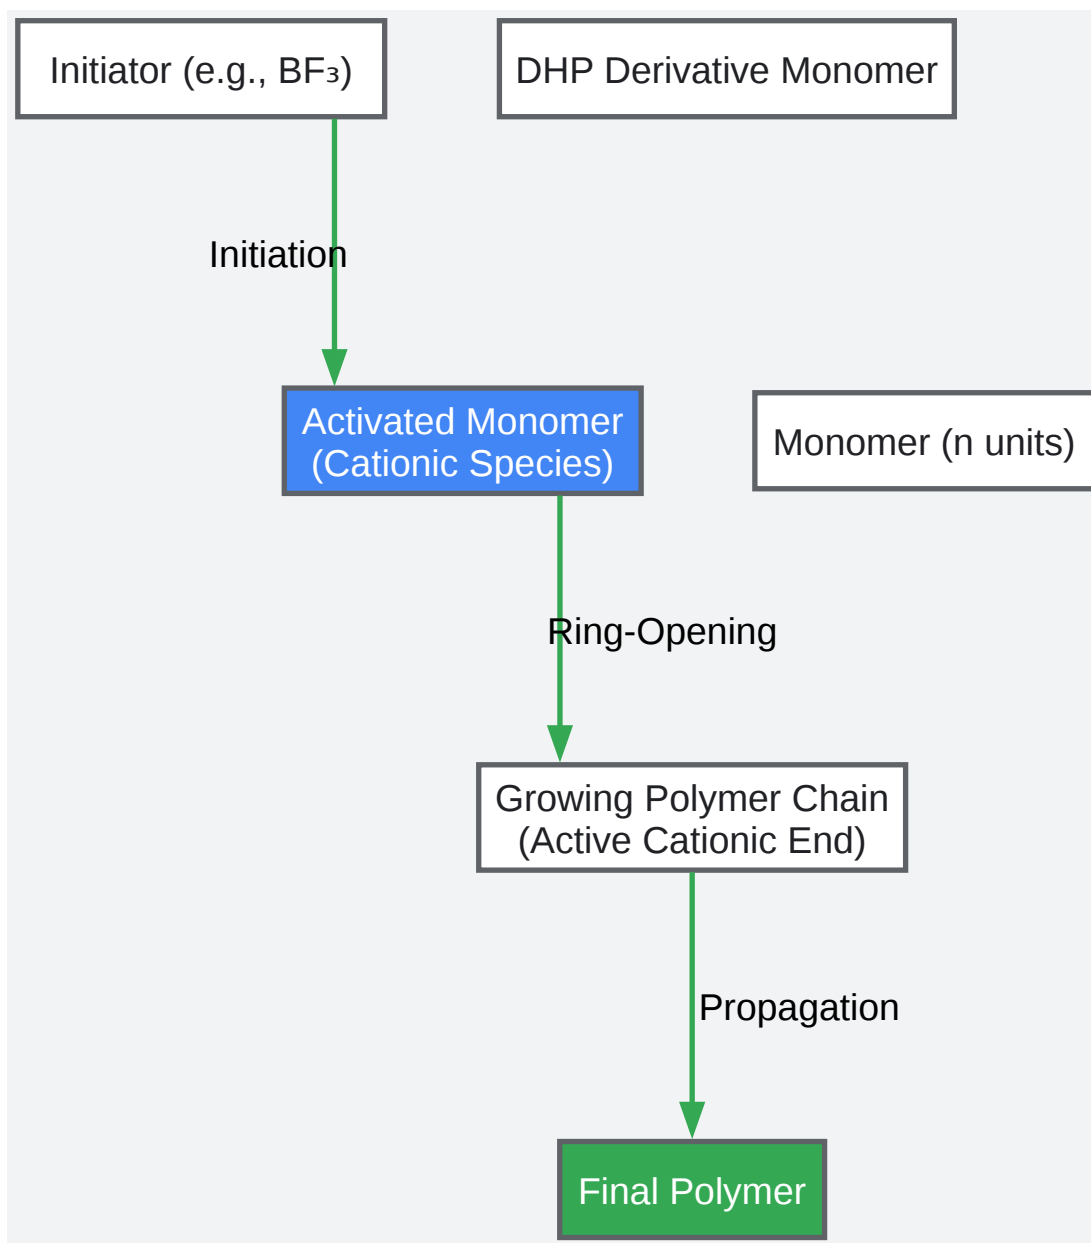 Initiator (e.g., BF₃)
DHP Derivative Monomer
Initiation
Activated Monomer
(Cationic Species)
Monomer (n units)
Ring-Opening
Growing Polymer Chain
(Active Cationic End)
Propagation
Final Polymer